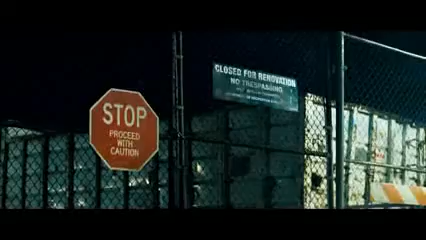 STOP
PROCEED
WITH
CAUTION
CLOSED FOR RENOVATION
NO TRESPASSING